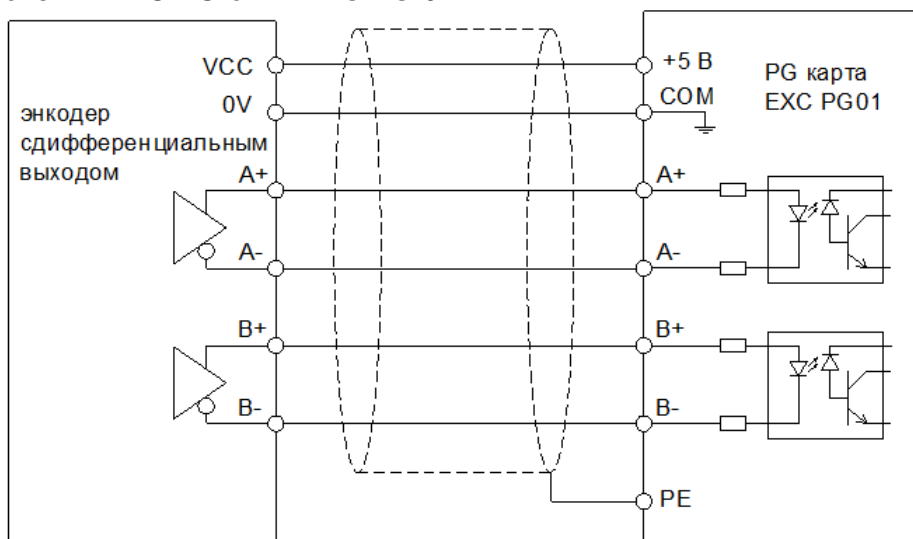 VCC
+5 В
PG карта
EXC PG01
0V
COM
энкодер
сдифференциальным
выходом
A+
A+
A-
A-
B+
B+
B-
B-
PE